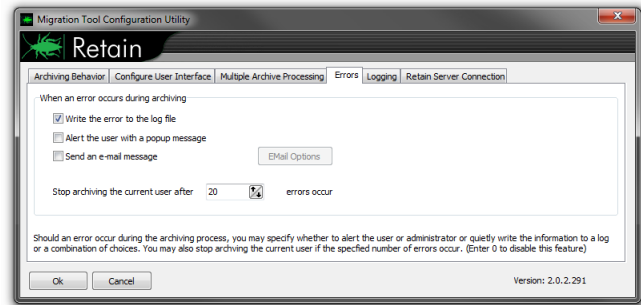 Migration Tool Configuration Utility
Retain
Archiving Behavior Configure User Interface Multiple Archive Processing Errors Logging Retain Server Connection
When an error occurs during archiving
Write the error to the log file
Alert the user with a popup message
Send an e-mail message EMail Options
Stop archiving the current user after 20 errors occur
Should an error occur during the archiving process, you may specify whether to alert the user or administrator or quietly write the information to a log
or a combination of choices. You may also stop archving the current user if the specfied number of errors occur. (Enter 0 to disable this feature)
Ok Cancel Version: 2.0.2.291